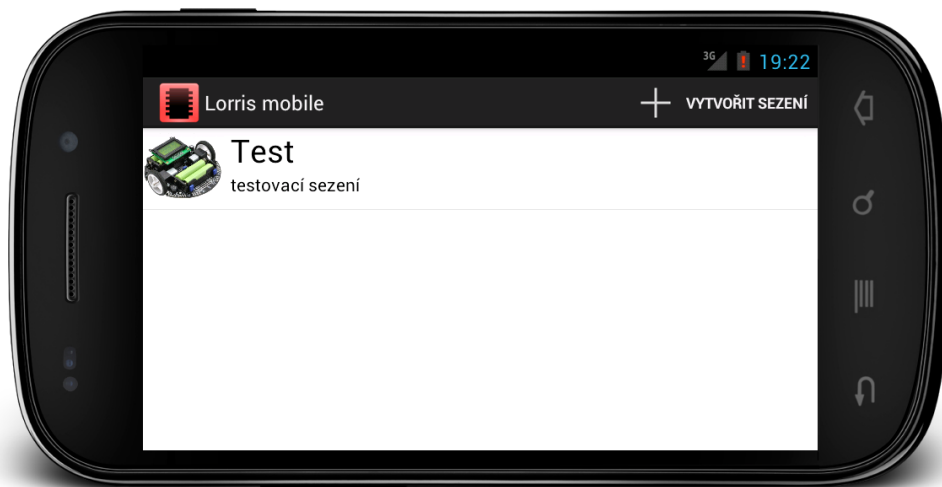 3G 19:22
Lorris mobile
VYTVOŘIT SEZENÍ
Test
testovací sezení